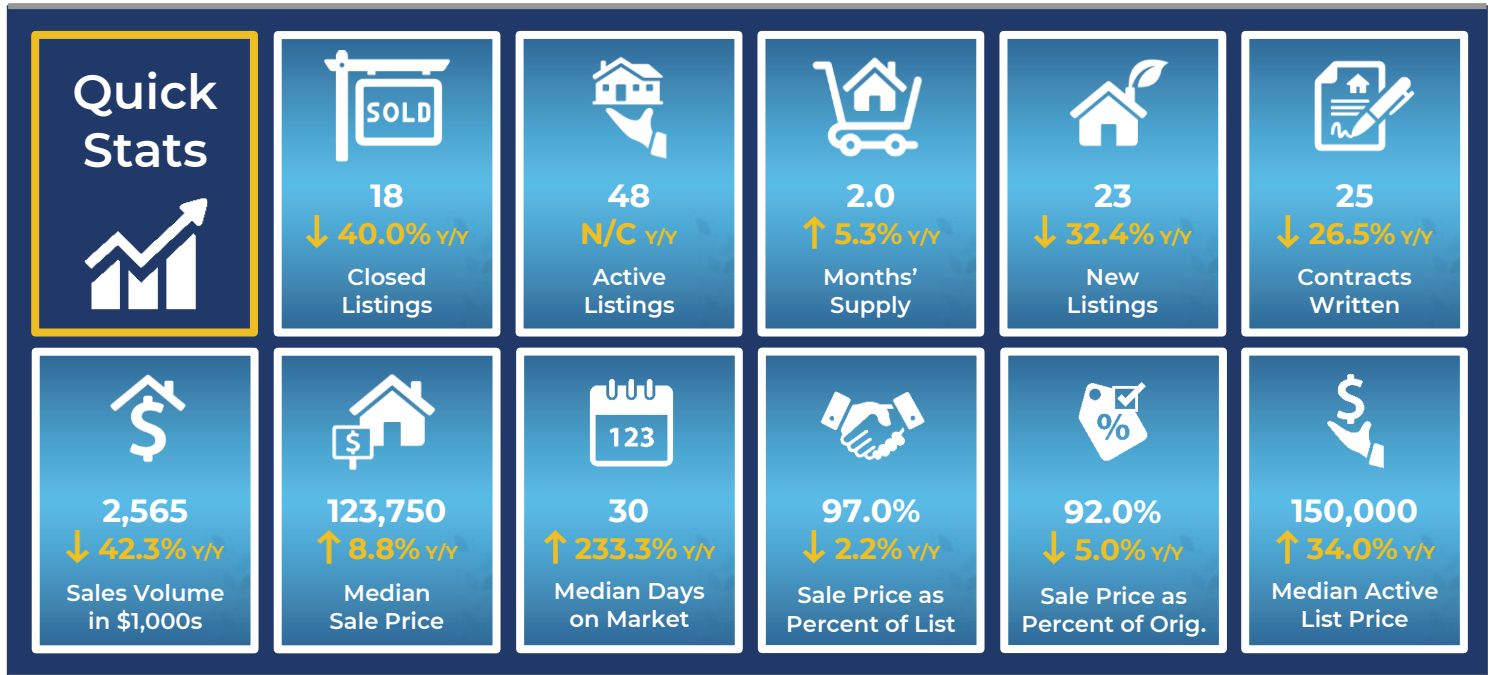 Quick
Stats
SOLD
18
↓ 40.0% Y/Y
Closed
Listings
48
N/C Y/Y
Active
Listings
2.0
↑ 5.3% Y/Y
Months’
Supply
23
↓ 32.4% Y/Y
New
Listings
25
↓ 26.5% Y/Y
Contracts
Written
$
2,565
↓ 42.3% Y/Y
Sales Volume
in $1,000s
$
123,750
↑ 8.8% Y/Y
Median
Sale Price
123
30
↑ 233.3% Y/Y
Median Days
on Market
97.0%
↓ 2.2% Y/Y
Sale Price as
Percent of List
%
92.0%
↓ 5.0% Y/Y
Sale Price as
Percent of Orig.
$
150,000
↑ 34.0% Y/Y
Median Active
List Price